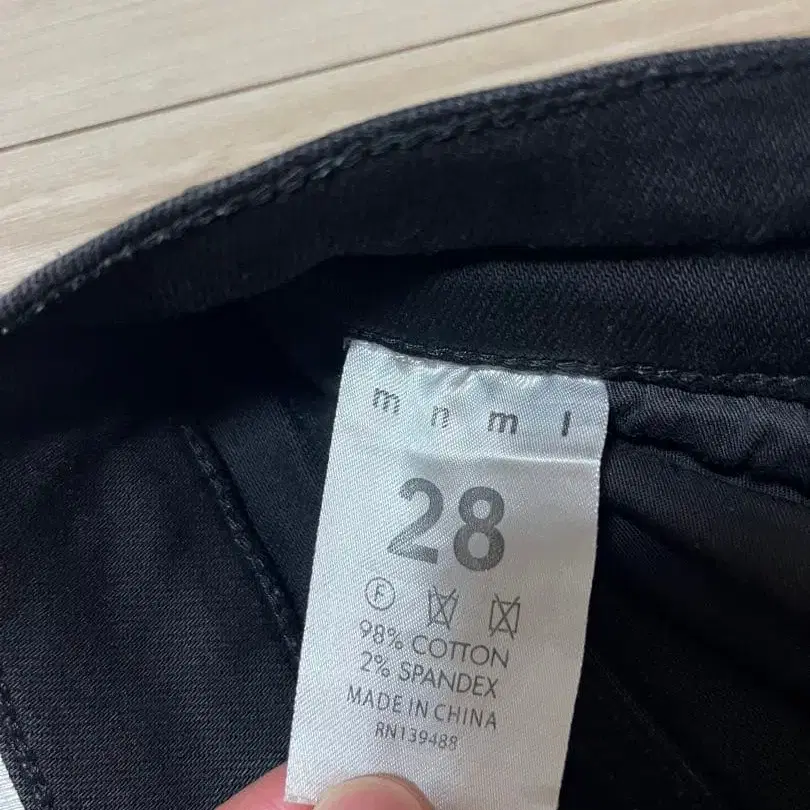 m n m l
28
F
98% COTTON
2% SPANDEX
MADE IN CHINA
RN139488